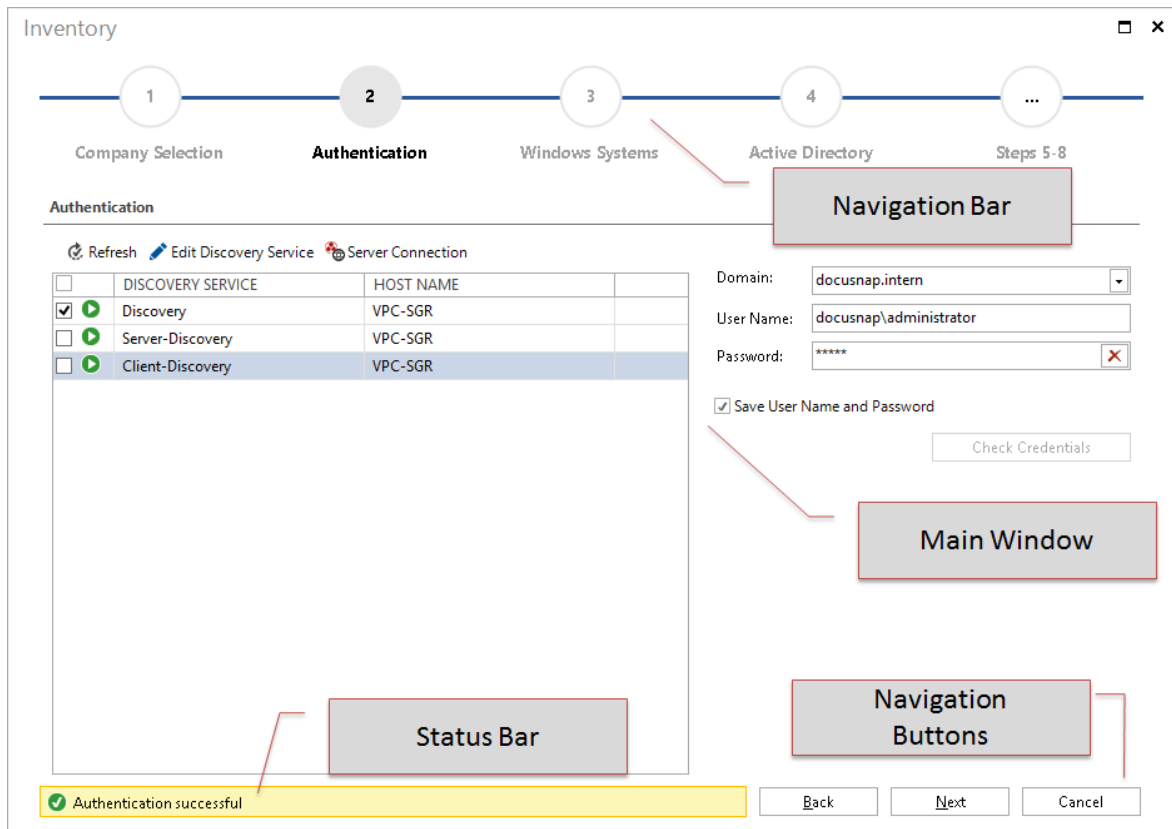 Inventory
1 2 3 4 ...
Company Selection Authentication Windows Systems Active Directory Steps 5-8
Navigation Bar
Authentication
Refresh Edit Discovery Service Server Connection
DISCOVERY SERVICE HOST NAME
Discovery VPC-SGR
Server-Discovery VPC-SGR
Client-Discovery VPC-SGR
Domain: docusnap.intern
User Name: docusnap\administrator
Password: *****
Save User Name and Password
Check Credentials
Main Window
Navigation
Buttons
Status Bar
Authentication successful
Back Next Cancel